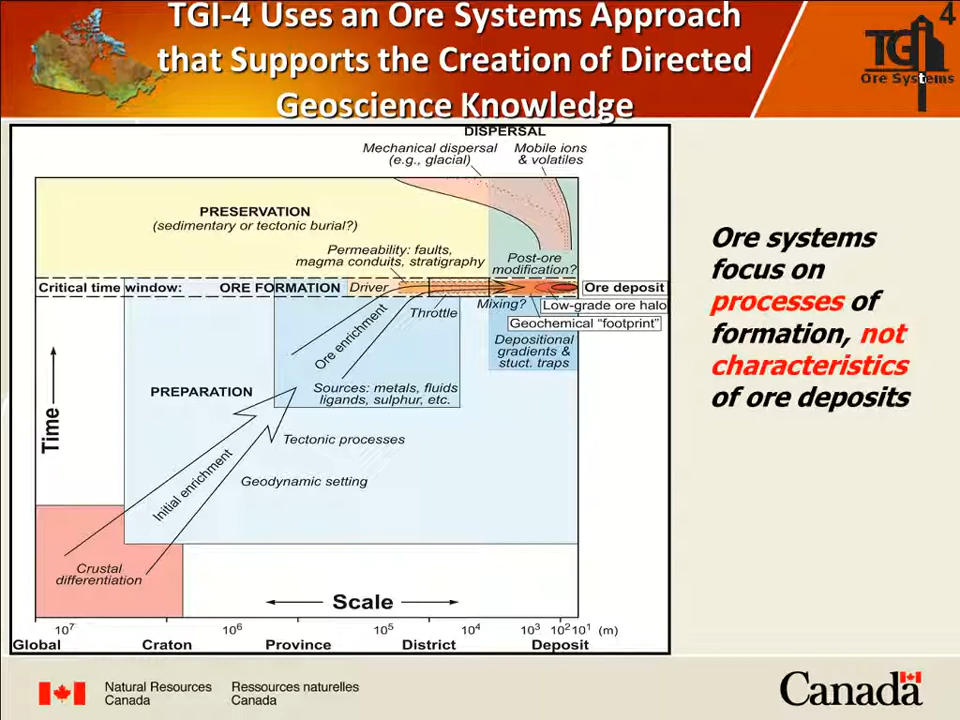 TGI-4 Uses an Ore Systems Approach
that Supports the Creation of Directed
Geoscience Knowledge
4
TGI
Ore Systems
DISPERSAL
Mechanical dispersal
(e.g., glacial)
Mobile ions
& volatiles
PRESERVATION
(sedimentary or tectonic burial?)
Permeability: faults,
magma conduits, stratigraphy
Post-ore
modification?
Critical time window:
ORE FORMATION
Driver
Ore deposit
Throttle
Mixing?
Low-grade ore halo
Geochemical "footprint"
Ore enrichment
Depositional
gradients &
stuct. traps
PREPARATION
Sources: metals, fluids
ligands, sulphur, etc.
Time
Tectonic processes
Initial enrichment
Geodynamic setting
Crustal
differentiation
Scale
10⁷ 10⁶ 10⁵ 10⁴ 10³ 10² 10¹ (m)
Global Craton Province District Deposit
Ore systems
focus on
processes of
formation, not
characteristics
of ore deposits
Natural Resources
Canada
Ressources naturelles
Canada
Canada